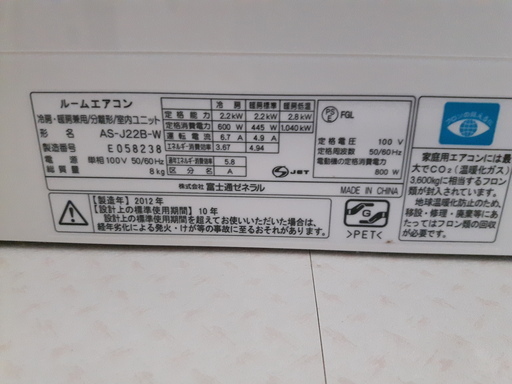 ルームエアコン
冷房・暖房兼用/分離形/室内ユニット
形名 AS-J22B-W
製造番号 E058238
電源 単相100V 50/60Hz
総質量 8kg
冷房 暖房標準 暖房低温
定格能力 2.2kW 2.2kW 2.8kW
定格消費電力 600W 445W 1,040kW
運転電流 6.7A 4.9A
エネルギー消費効率 3.67 4.94
通年エネルギー消費効率 5.8
区分名 A
PSE
FGL
定格電圧 100V
50/60Hz
電動機の定格消費電力
800W
JET
株式会社富士通ゼネラル
MADE IN CHINA
【製造年】2012年
【設計上の標準使用期間】10年
設計上の標準使用期間を超えてお使いいただいた場合は、
経年劣化による発火・けが等の事故に至るおそれがあります。
>PET<
家庭用エアコンには最
大でCO₂（温暖化ガス）
3,600kgに相当するフロン
類が封入されています。
地球温暖化防止のため、
移設・修理・廃棄等にあ
たってはフロン類の回収
が必要です。